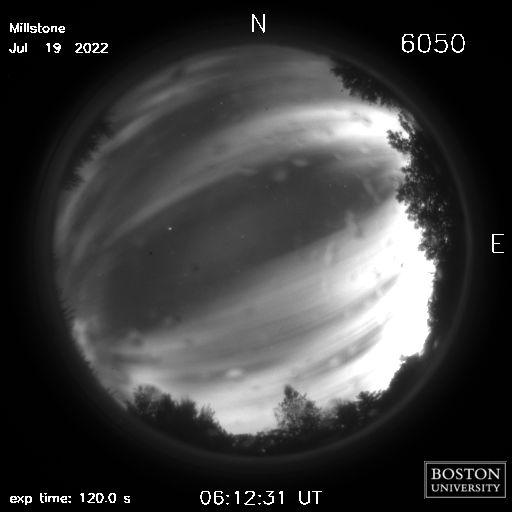 N
Millstone
Jul 19 2022
6050
E
exp time: 120.0 s
06:12:31 UT
BOSTON
UNIVERSITY